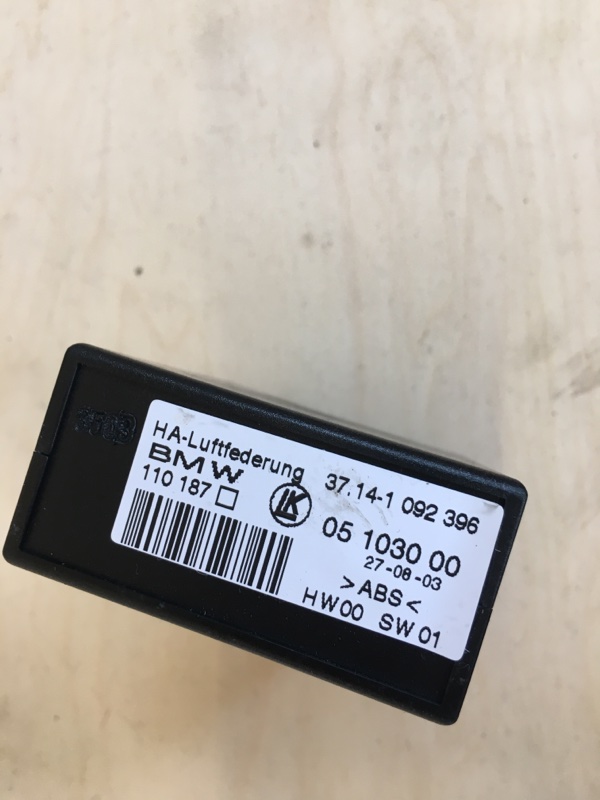 HA-Luftfederung 37.14-1 092 396
BMW
110 187
LK
05 1030 00
27-08-03
>ABS<
HW00 SW01